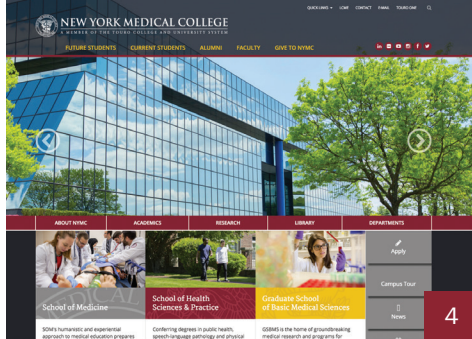 QUICK LINKS LCME CONTACT E-MAIL TOURO ONE
NEW YORK MEDICAL COLLEGE
A MEMBER OF THE TOURO COLLEGE AND UNIVERSITY SYSTEM
FUTURE STUDENTS CURRENT STUDENTS ALUMNI FACULTY GIVE TO NYMC
ABOUT NYMC ACADEMICS RESEARCH LIBRARY DEPARTMENTS
Apply
Campus Tour
News
School of Medicine
School of Health
Sciences & Practice
Graduate School
of Basic Medical Sciences
SOM's humanistic and experiential
approach to medical education prepares
Conferring degrees in public health,
speech-language pathology and physical
GSBMS is the home of groundbreaking
medical research and programs for
4